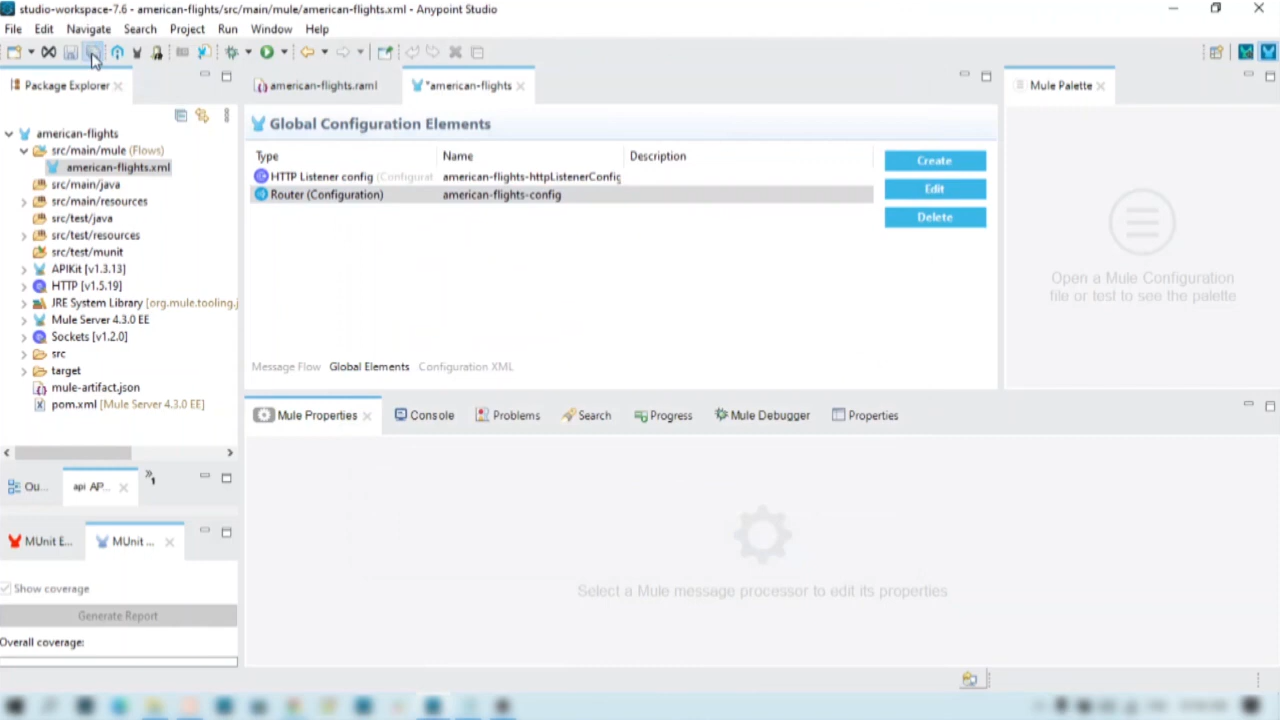 studio-workspace-7.6 - american-flights/src/main/mule/american-flights.xml - Anypoint Studio
File Edit Navigate Search Project Run Window Help
Package Explorer
american-flights.raml
*american-flights
Mule Palette
american-flights
src/main/mule (Flows)
american-flights.xml
src/main/java
src/main/resources
src/test/java
src/test/resources
src/test/munit
APIKit [v1.3.13]
HTTP [v1.5.19]
JRE System Library [org.mule.tooling.j
Mule Server 4.3.0 EE
Sockets [v1.2.0]
src
target
mule-artifact.json
pom.xml [Mule Server 4.3.0 EE]
Global Configuration Elements
Type Name Description
HTTP Listener config (Configurat american-flights-httpListenerConfig
Router (Configuration) american-flights-config
Create
Edit
Delete
Message Flow Global Elements Configuration XML
Open a Mule Configuration
file or test to see the palette
Mule Properties Console Problems Search Progress Mule Debugger Properties
Select a Mule message processor to edit its properties
Ou... api AP... »1
MUnit E... MUnit ...
Show coverage
Generate Report
Overall coverage: